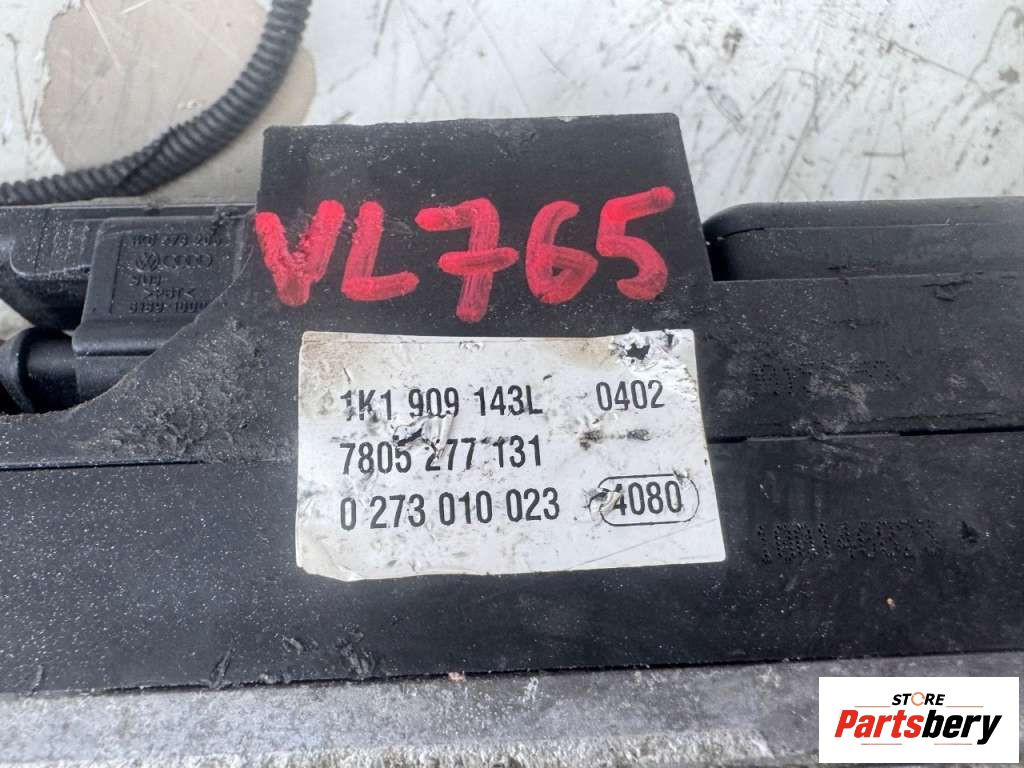 VL765
1K1 909 143L 0402
7805 277 131
0 273 010 023 4080
STORE
Partsbery